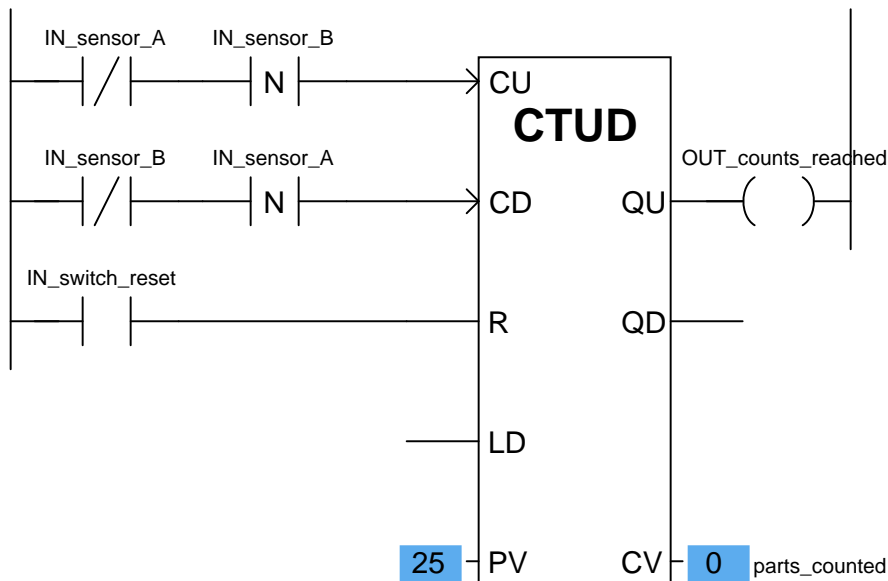 IN_sensor_A IN_sensor_B
N CU
CTUD
IN_sensor_B IN_sensor_A OUT_counts_reached
N CD QU
IN_switch_reset
R QD
LD
25 PV CV 0 parts_counted